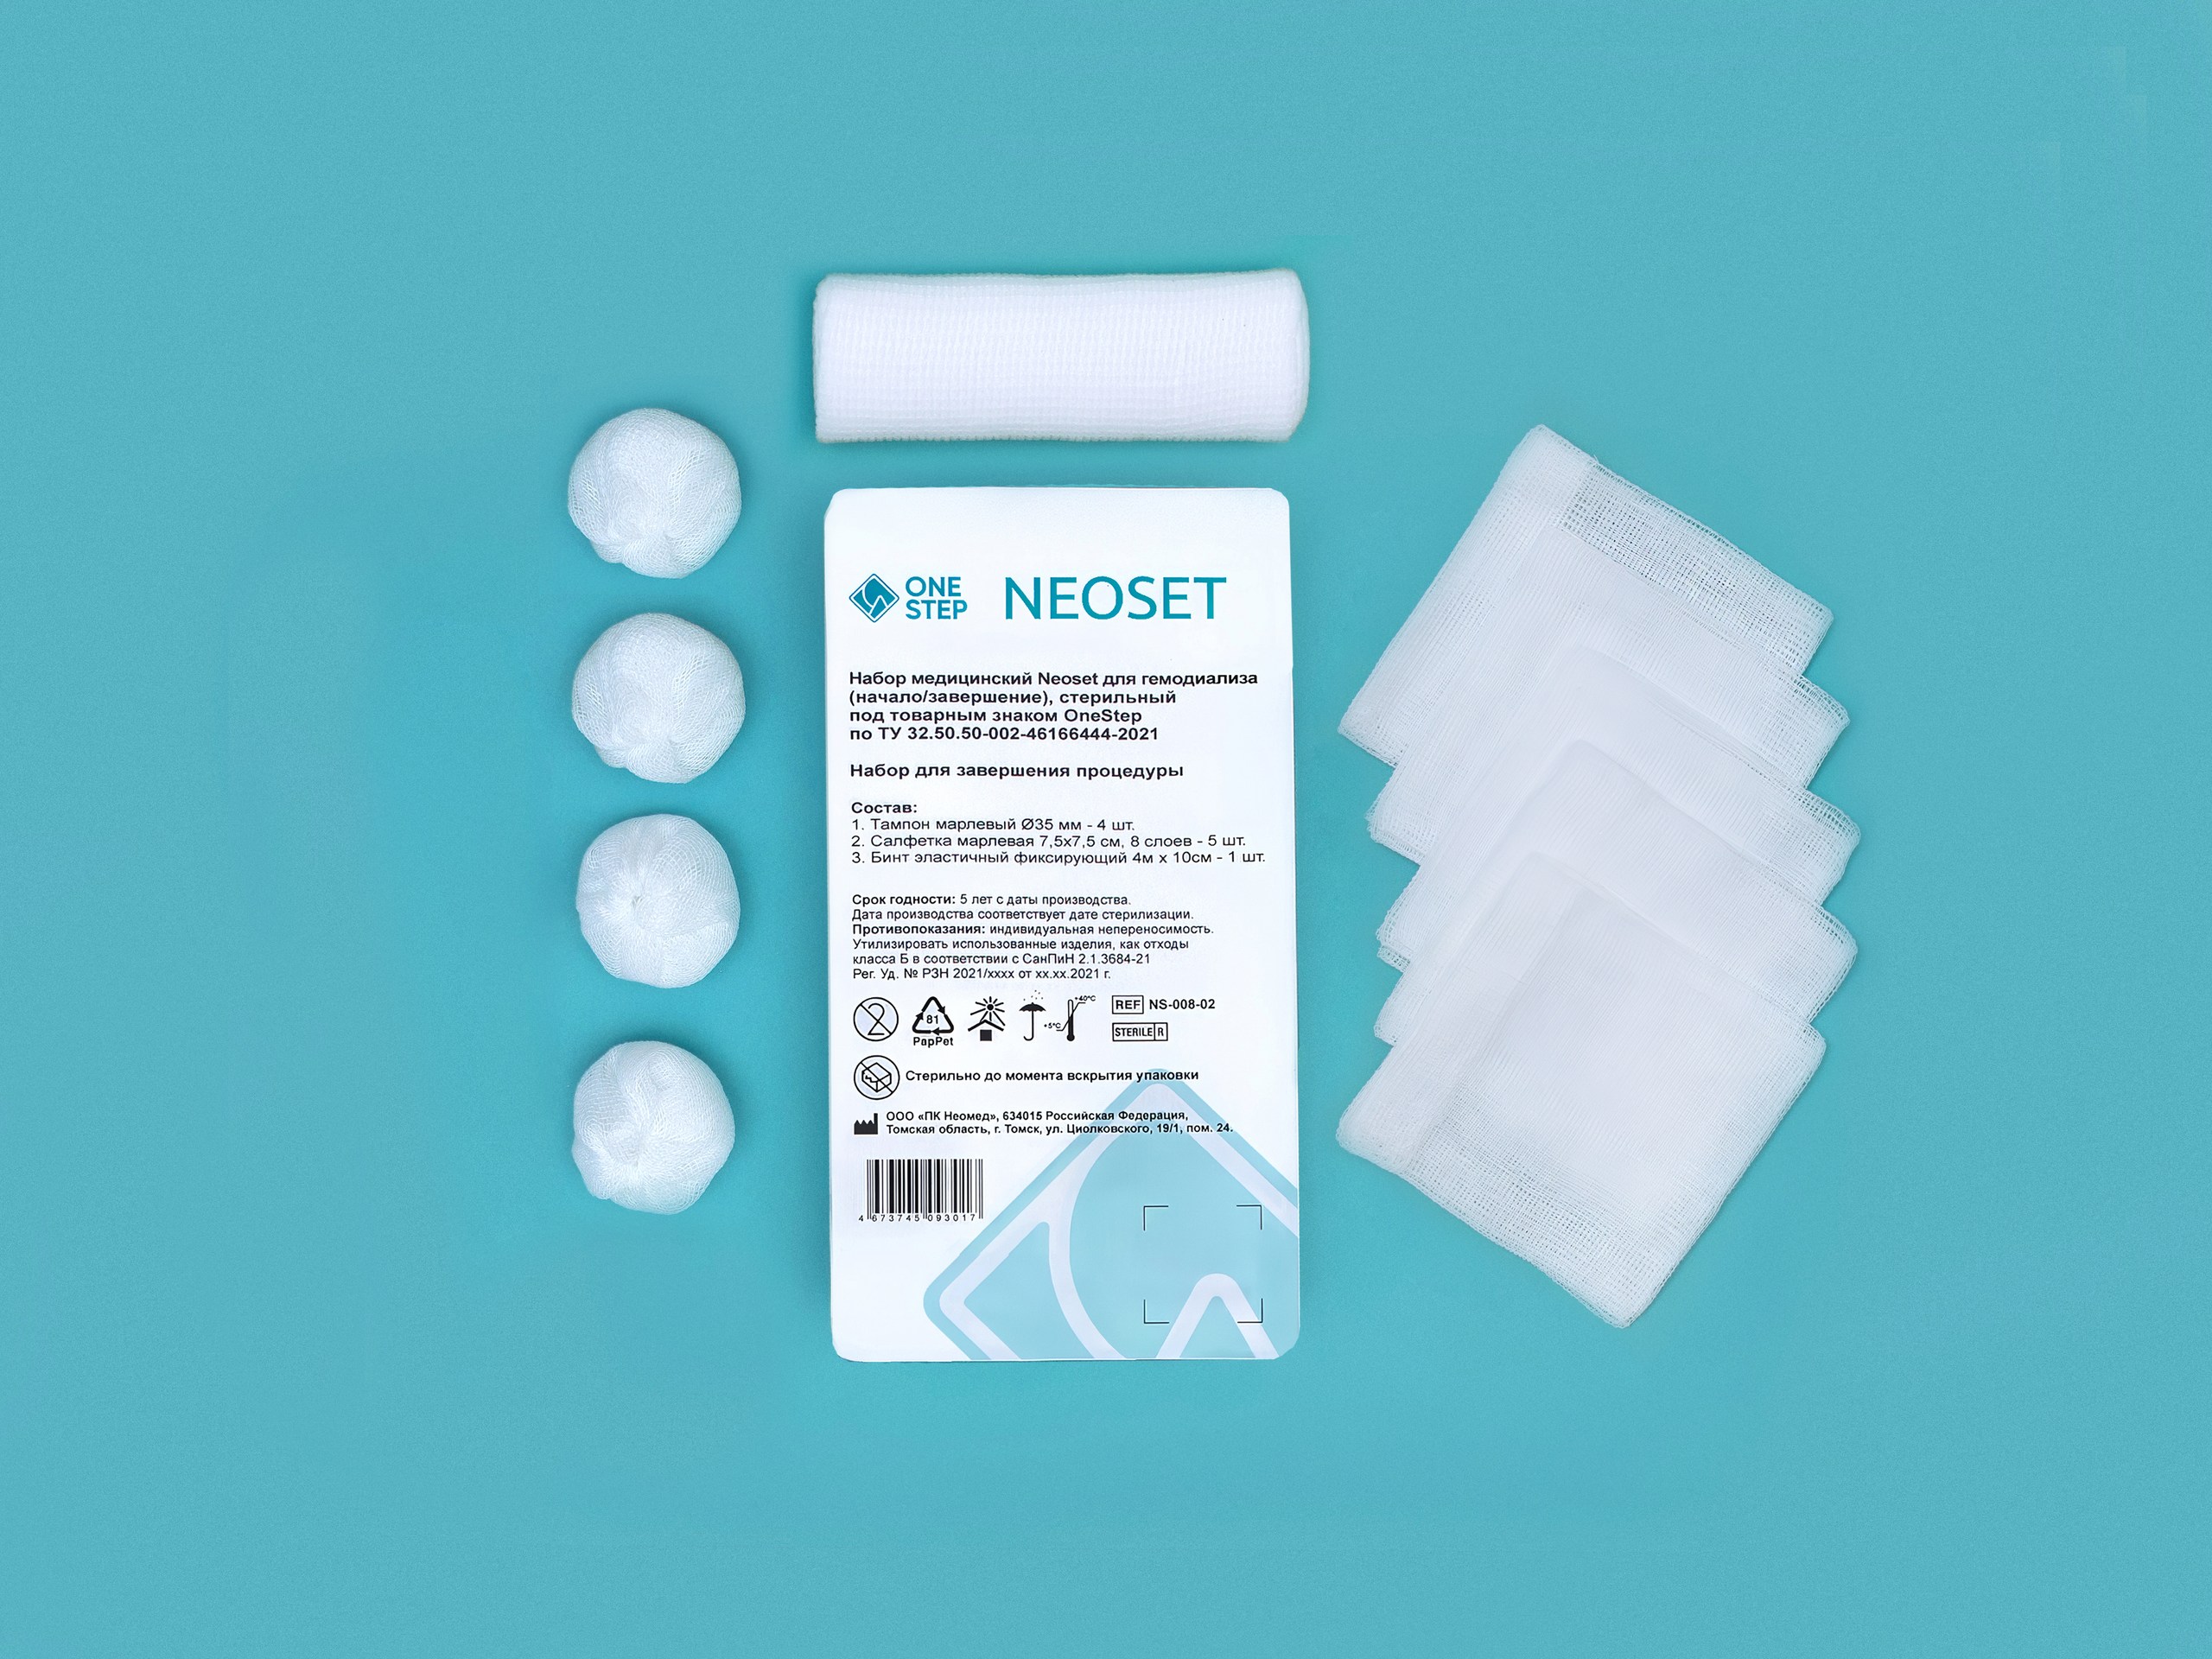 ONE
STEP
NEOSET
Набор медицинский Neoset для гемодиализа
(начало/завершение), стерильный
под товарным знаком OneStep
по ТУ 32.50.50-002-46166444-2021
Набор для завершения процедуры
Состав:
1. Тампон марлевый Ø35 мм - 4 шт.
2. Салфетка марлевая 7,5х7,5 см, 8 слоев - 5 шт.
3. Бинт эластичный фиксирующий 4м х 10см - 1 шт.
Срок годности: 5 лет с даты производства.
Дата производства соответствует дате стерилизации.
Противопоказания: индивидуальная непереносимость.
Утилизировать использованные изделия, как отходы
класса Б в соответствии с СанПиН 2.1.3684-21
Рег. Уд. № РЗН 2021/хххх от хх.хх.2021 г.
2
81
PapPet
+5°C
+40°C
REF NS-008-02
STERILE R
Стерильно до момента вскрытия упаковки
ООО «ПК Неомед», 634015 Российская Федерация,
Томская область, г. Томск, ул. Циолковского, 19/1, пом. 24.
4 673745 093017